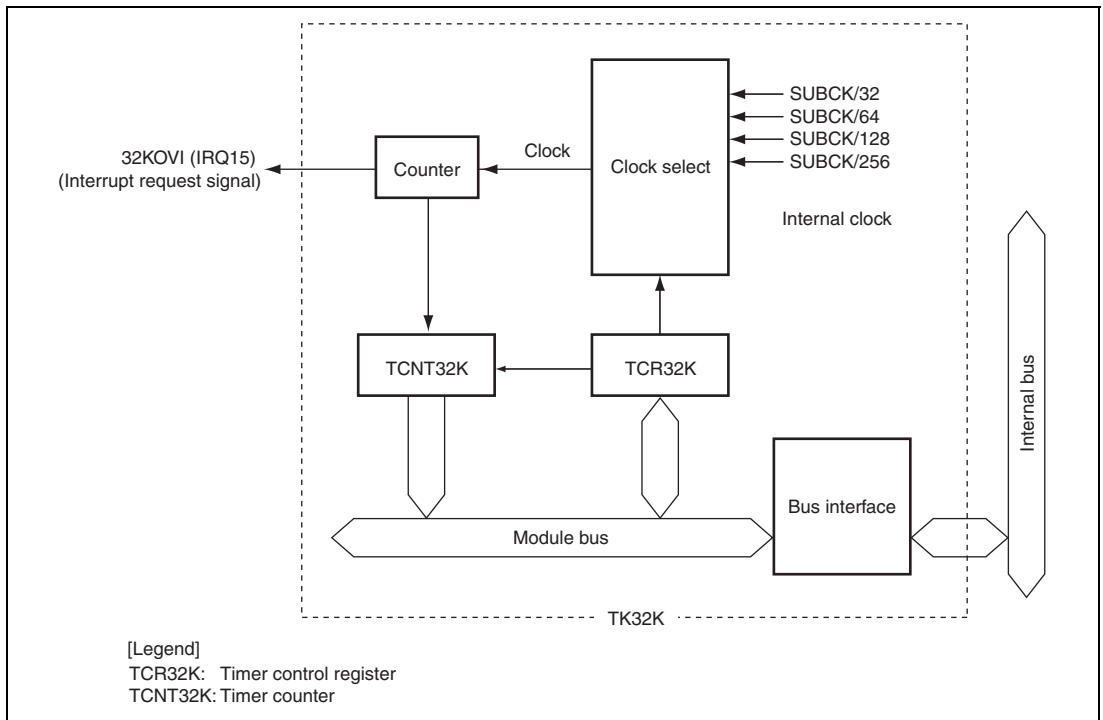 SUBCK/32
SUBCK/64
SUBCK/128
SUBCK/256
32KOVI (IRQ15)
(Interrupt request signal)
Counter
Clock
Clock select
Internal clock
TCNT32K
TCR32K
Internal bus
Bus interface
Module bus
TK32K
[Legend]
TCR32K: Timer control register
TCNT32K: Timer counter